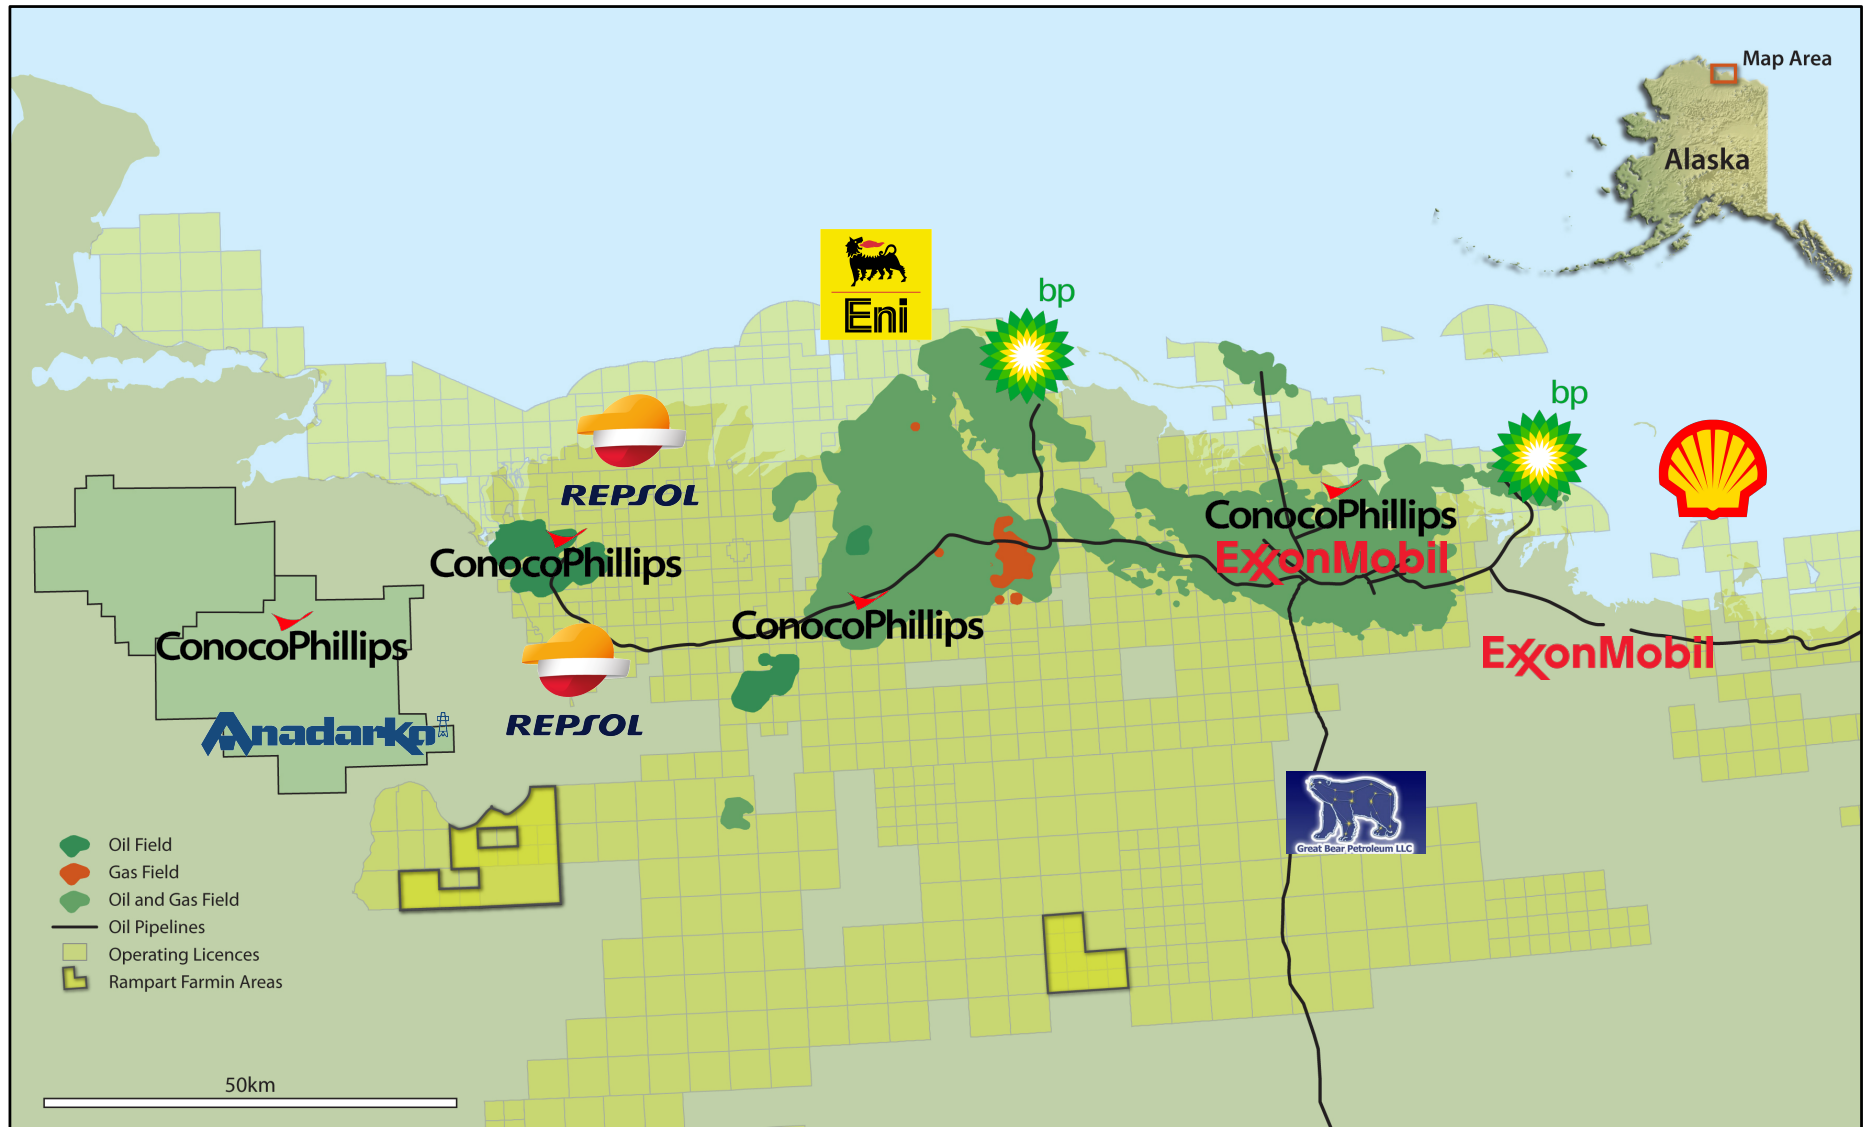 Map Area
Alaska
Eni
bp
bp
REPSOL
ConocoPhillips
ConocoPhillips
ExxonMobil
ConocoPhillips
ConocoPhillips
ExxonMobil
REPSOL
Anadarko
Great Bear Petroleum LLC
Oil Field
Gas Field
Oil and Gas Field
Oil Pipelines
Operating Licences
Rampart Farmin Areas
50km